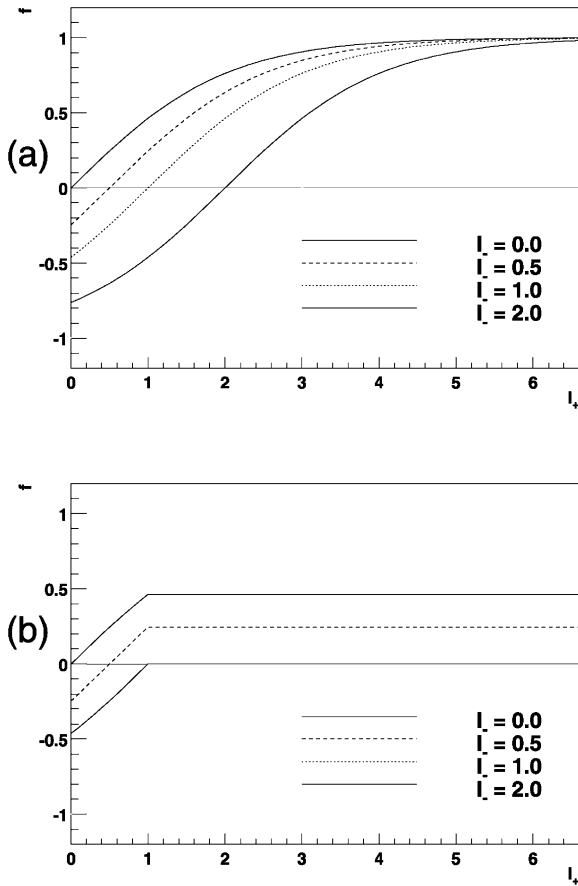 f
1
0.5
(a)
0
-0.5
-1
I_ = 0.0
I_ = 0.5
I_ = 1.0
I_ = 2.0
0 1 2 3 4 5 6
I+
f
1
0.5
(b)
0
-0.5
-1
I_ = 0.0
I_ = 0.5
I_ = 1.0
I_ = 2.0
0 1 2 3 4 5 6
I+